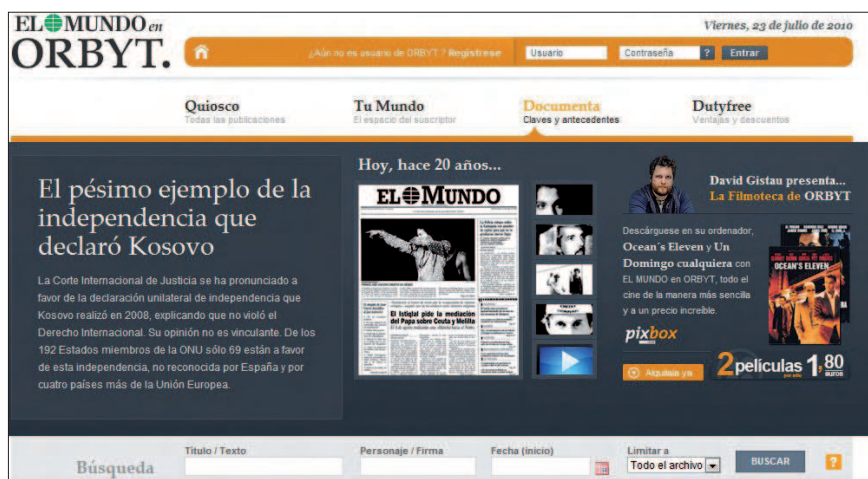 EL MUNDO en
ORBYT.
Viernes, 23 de julio de 2010
¿Aún no es usuario de ORBYT? Regístrese
Usuario
Contraseña
?
Entrar
Quiosco
Todas las publicaciones
Tu Mundo
El espacio del suscriptor
Documenta
Claves y antecedentes
Dutyfree
Ventajas y descuentos
El pésimo ejemplo de la
independencia que
declaró Kosovo
La Corte Internacional de Justicia se ha pronunciado a
favor de la declaración unilateral de independencia que
Kosovo realizó en 2008, explicando que no violó el
Derecho Internacional. Su opinión no es vinculante. De los
192 Estados miembros de la ONU sólo 69 están a favor
de esta independencia, no reconocida por España y por
cuatro países más de la Unión Europea.
Hoy, hace 20 años...
EL MUNDO
El Istiqlal pide la mediación
del Papa sobre Ceuta y Melilla
David Gistau presenta...
La Filmoteca de ORBYT
Descárguese en su ordenador,
Ocean´s Eleven y Un
Domingo cualquiera con
EL MUNDO en ORBYT, todo el
cine de la manera más sencilla
y a un precio increíble.
pixbox
OCEAN'S ELEVEN
Alquílala ya
2 películas 1,80
por sólo
euros
Búsqueda
Título / Texto
Personaje / Firma
Fecha (inicio)
Limitar a
Todo el archivo
BUSCAR
?